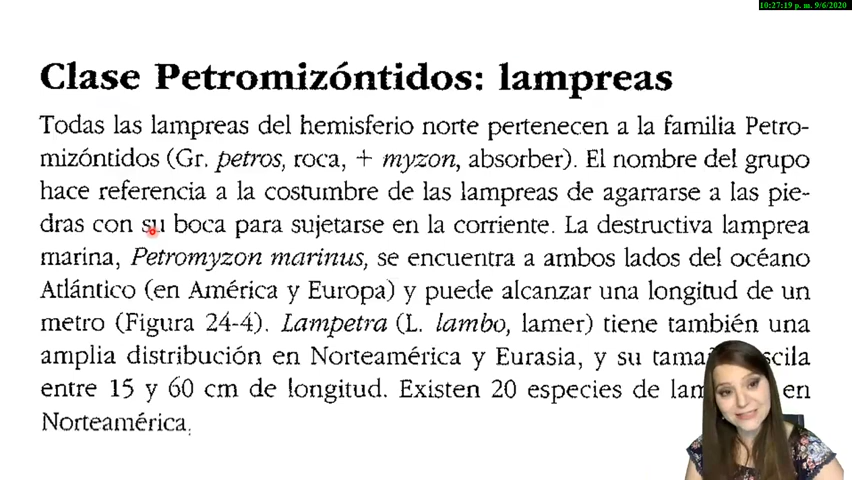 10:27:19 p. m. 9/6/2020
Clase Petromizóntidos: lampreas
Todas las lampreas del hemisferio norte pertenecen a la familia Petro-
mizóntidos (Gr. petros, roca, + myzon, absorber). El nombre del grupo
hace referencia a la costumbre de las lampreas de agarrarse a las pie-
dras con su boca para sujetarse en la corriente. La destructiva lamprea
marina, Petromyzon marinus, se encuentra a ambos lados del océano
Atlántico (en América y Europa) y puede alcanzar una longitud de un
metro (Figura 24-4). Lampetra (L. lambo, lamer) tiene también una
amplia distribución en Norteamérica y Eurasia, y su
entre 15 y 60 cm de longitud. Existen 20 especies de en
Norteamérica.